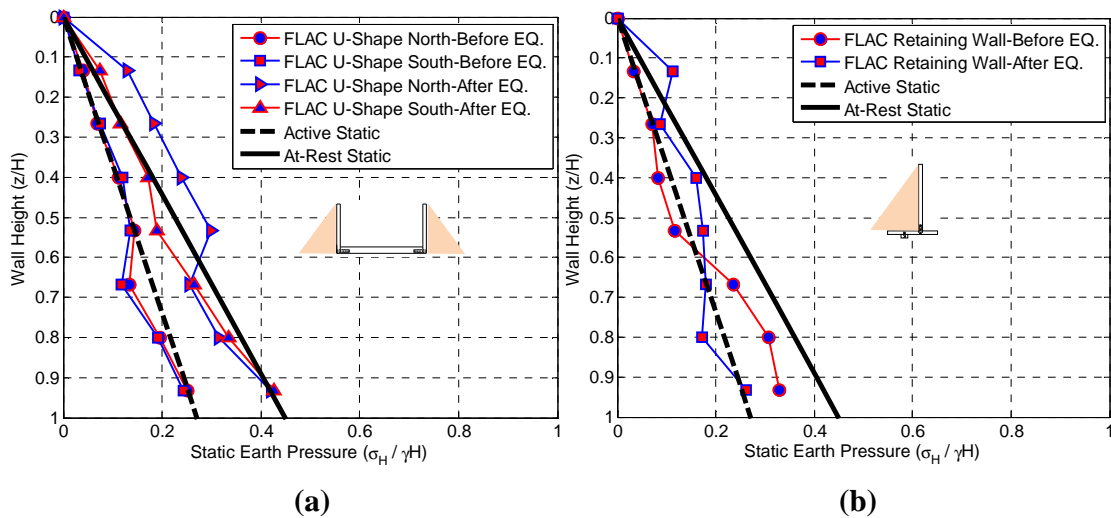 0
0.1
0.2
0.3
0.4
0.5
0.6
0.7
0.8
0.9
1
Wall Height (z/H)
FLAC U-Shape North-Before EQ.
FLAC U-Shape South-Before EQ.
FLAC U-Shape North-After EQ.
FLAC U-Shape South-After EQ.
Active Static
At-Rest Static
0 0.2 0.4 0.6 0.8 1
Static Earth Pressure (σH / γH)
(a)
0
0.1
0.2
0.3
0.4
0.5
0.6
0.7
0.8
0.9
1
Wall Height (z/H)
FLAC Retaining Wall-Before EQ.
FLAC Retaining Wall-After EQ.
Active Static
At-Rest Static
0 0.2 0.4 0.6 0.8 1
Static Earth Pressure (σH / γH)
(b)